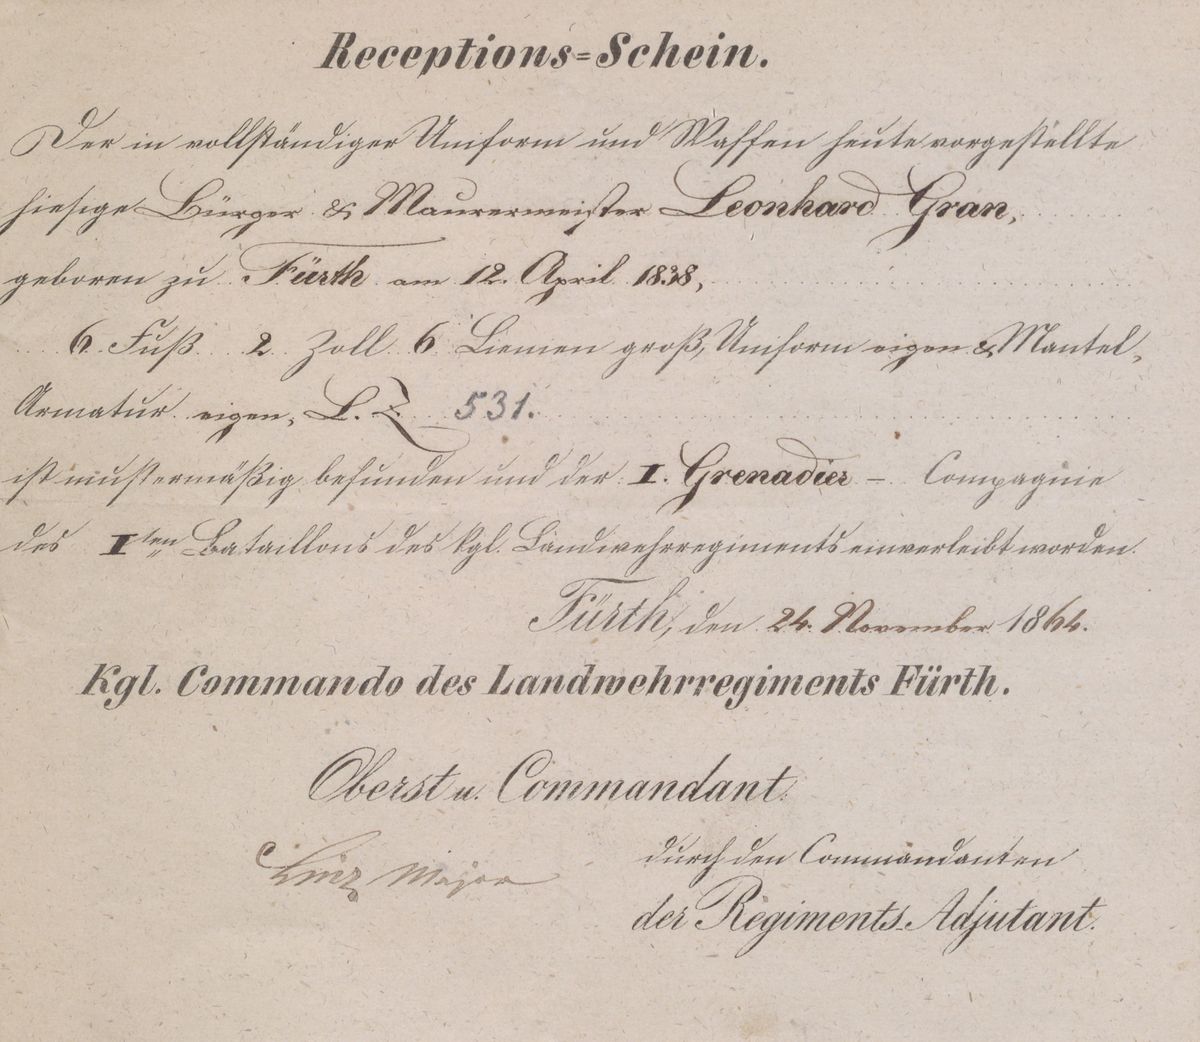 Receptions=Schein.
Der in vollständiger Uniform und Waffen heute vorgestellte
hiesige Bürger & Maurermeister Leonhard Gran,
geboren zu Fürth am 12. April 1838,
6 Fuß 2 Zoll 6 Linien groß, Uniform eigen & Mantel,
Armatur eigen, L. Z. 531.
ist mustermäßig befunden und der I. Grenadier - Compagnie
des Iten Bataillons des kgl. Landwehrregiments einverleibt worden.
Fürth, den 24. November 1864.
Kgl. Commando des Landwehrregiments Fürth.
Oberst u. Commandant.
Linz Major
durch den Commandanten
der Regiments-Adjutant.